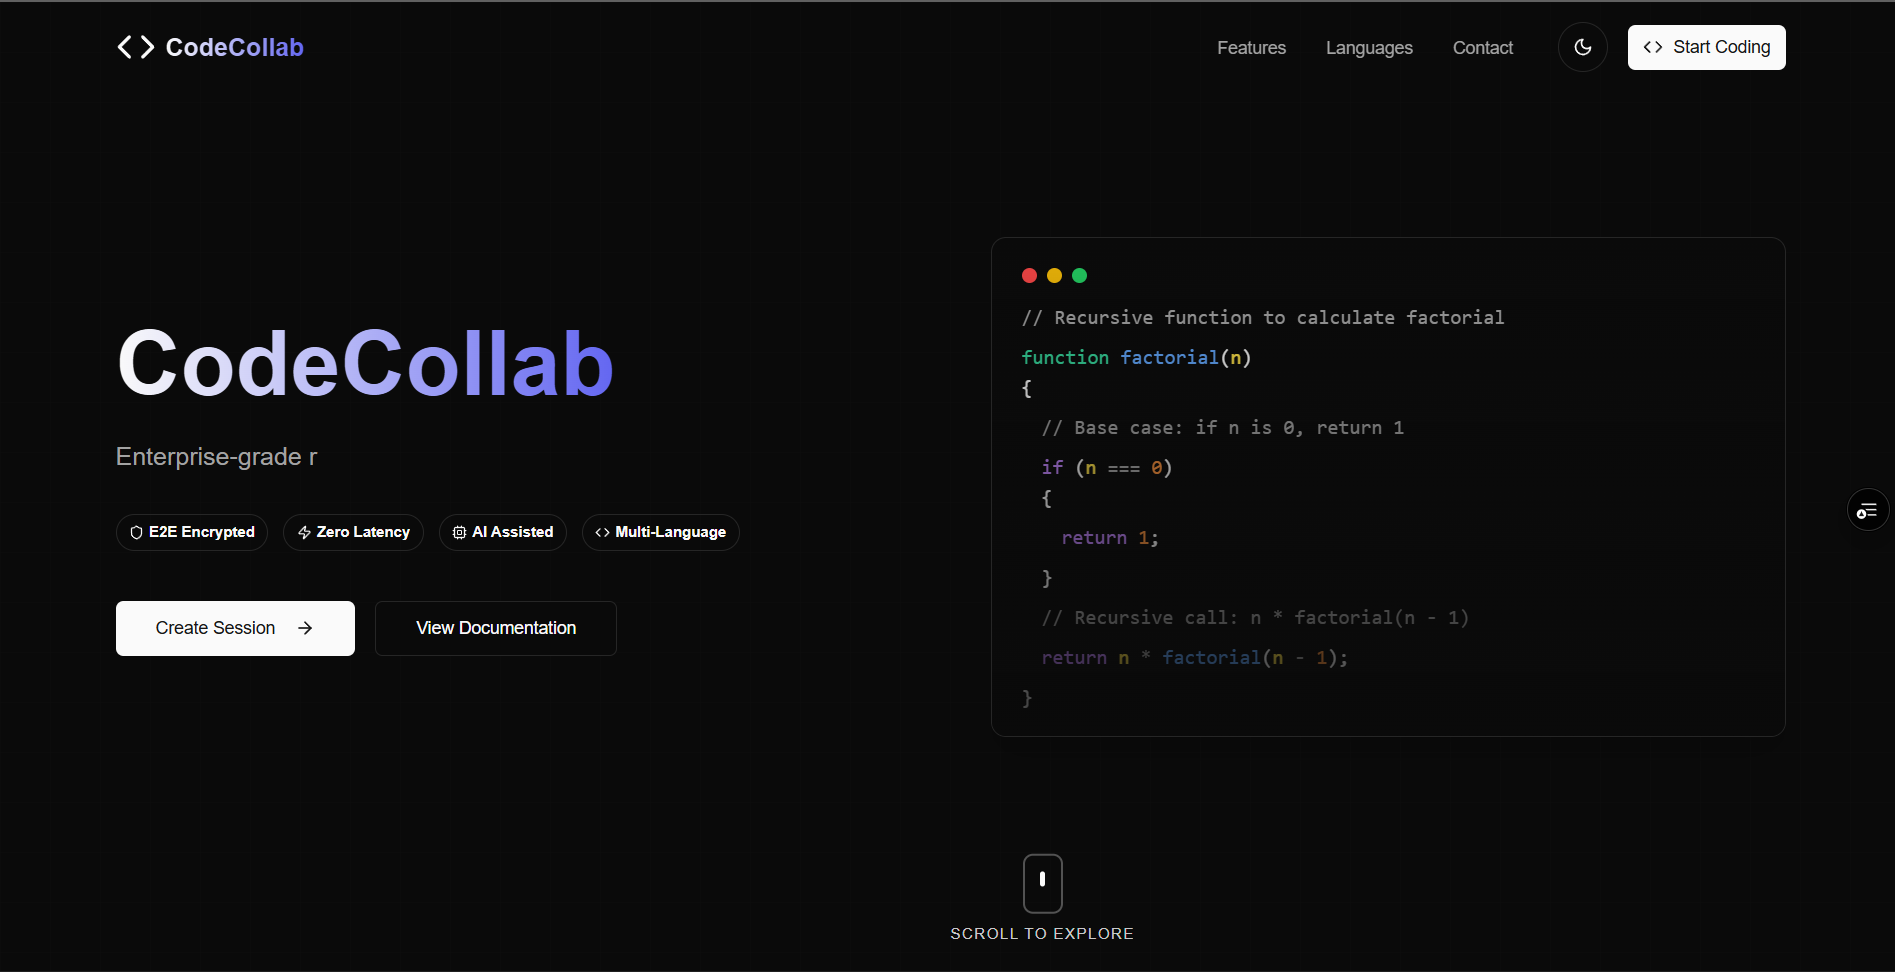 CodeCollab
Features
Languages
Contact
Start Coding
CodeCollab
Enterprise-grade r
E2E Encrypted
Zero Latency
AI Assisted
Multi-Language
Create Session
View Documentation
// Recursive function to calculate factorial
function factorial(n)
{
// Base case: if n is 0, return 1
if (n === 0)
{
return 1;
}
// Recursive call: n * factorial(n - 1)
return n * factorial(n - 1);
}
SCROLL TO EXPLORE